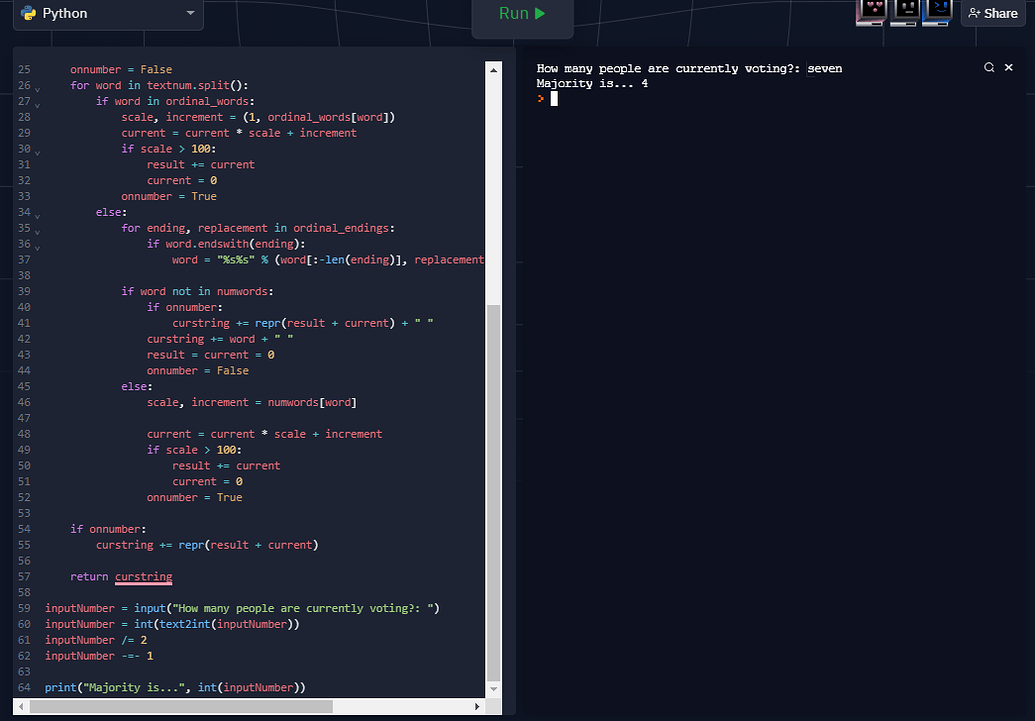 Python
Run
Share
25 onnumber = False
26 for word in textnum.split():
27 if word in ordinal_words:
28 scale, increment = (1, ordinal_words[word])
29 current = current * scale + increment
30 if scale > 100:
31 result += current
32 current = 0
33 onnumber = True
34 else:
35 for ending, replacement in ordinal_endings:
36 if word.endswith(ending):
37 word = "%s%s" % (word[:-len(ending)], replacement
38
39 if word not in numwords:
40 if onnumber:
41 curstring += repr(result + current) + " "
42 curstring += word + " "
43 result = current = 0
44 onnumber = False
45 else:
46 scale, increment = numwords[word]
47
48 current = current * scale + increment
49 if scale > 100:
50 result += current
51 current = 0
52 onnumber = True
53
54 if onnumber:
55 curstring += repr(result + current)
56
57 return curstring
58
59 inputNumber = input("How many people are currently voting?: ")
60 inputNumber = int(text2int(inputNumber))
61 inputNumber /= 2
62 inputNumber -=- 1
63
64 print("Majority is...", int(inputNumber))
How many people are currently voting?: seven
Majority is... 4
>